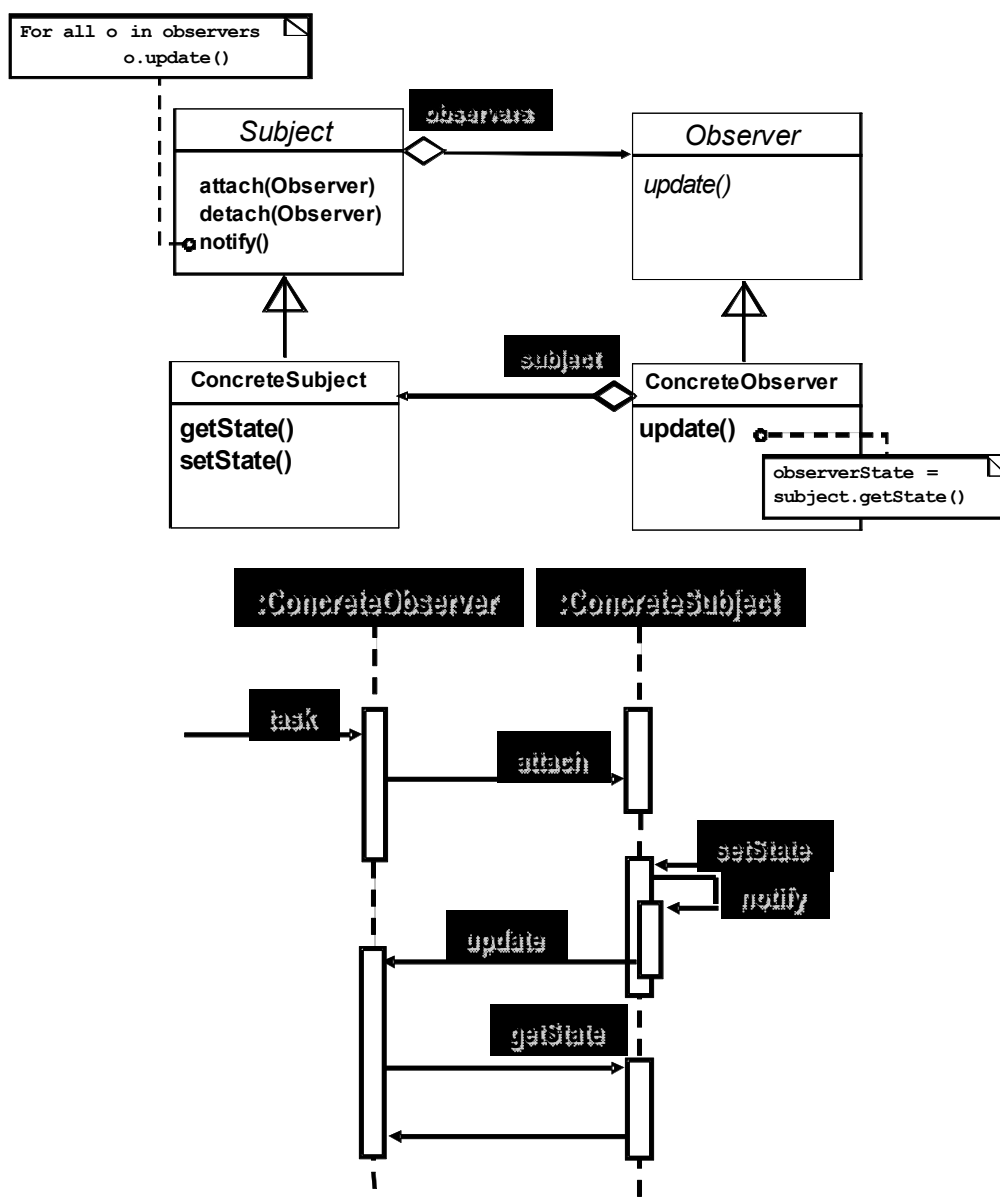 For all o in observers
o.update()
observers
Subject
attach(Observer)
detach(Observer)
notify()
Observer
update()
subject
ConcreteSubject
getState()
setState()
ConcreteObserver
update()
observerState =
subject.getState()
:ConcreteObserver
:ConcreteSubject
task
attach
setState
notify
update
getState